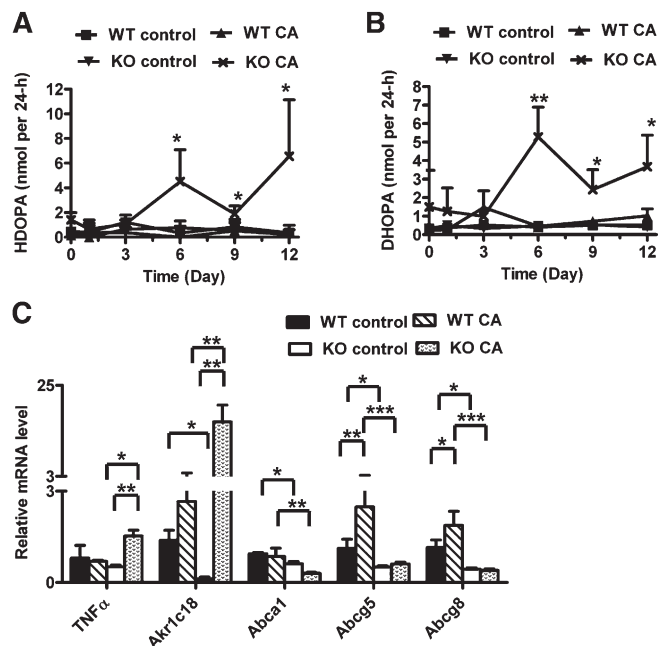 A
WT control WT CA
KO control KO CA
HDOPA (nmol per 24-h)
12
10
8
6
4
2
0
* * *
0 3 6 9 12
Time (Day)
B
WT control WT CA
KO control KO CA
DHOPA (nmol per 24-h)
8
7
6
5
4
3
2
1
0
** * *
0 3 6 9 12
Time (Day)
C
WT control WT CA
KO control KO CA
Relative mRNA level
25
3
3
0
* **
* ** **
* **
** * ***
* * ***
TNFα Akr1c18 Abca1 Abcg5 Abcg8